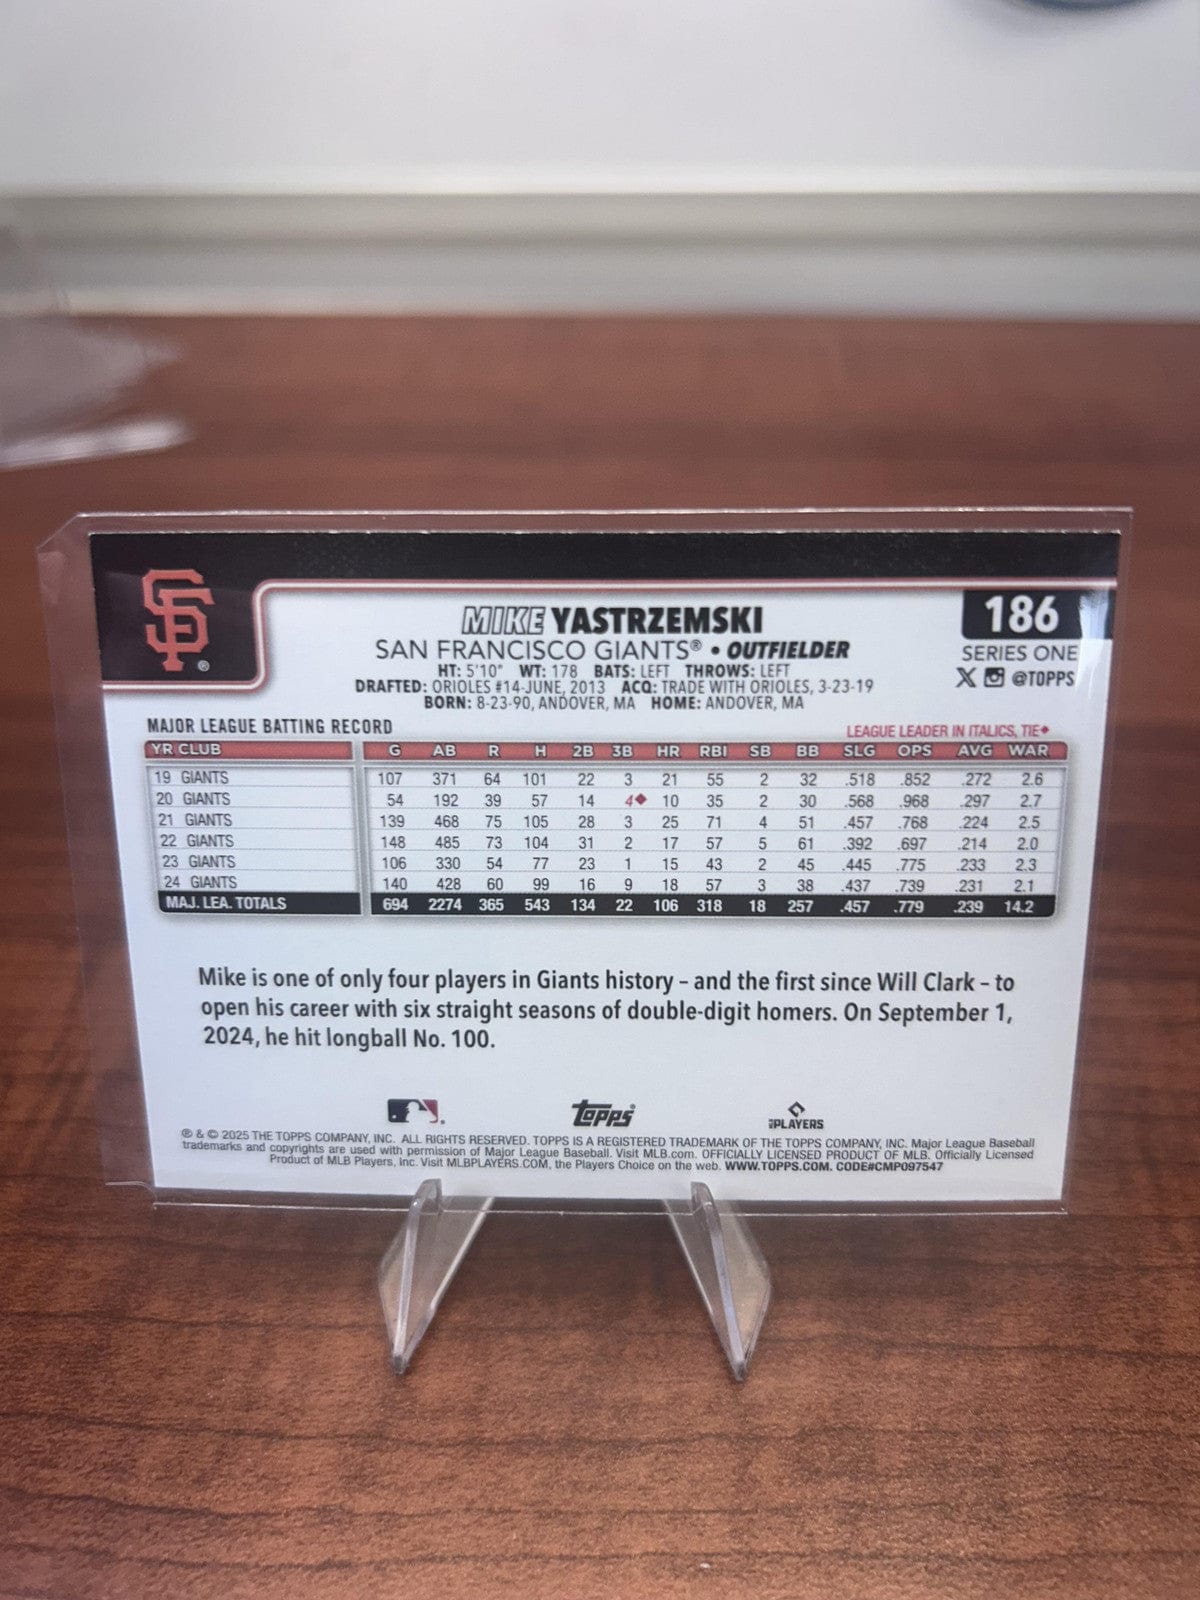 SF ®
MIKE YASTRZEMSKI
186
SAN FRANCISCO GIANTS® • OUTFIELDER
SERIES ONE
HT: 5'10" WT: 178 BATS: LEFT THROWS: LEFT
@TOPPS
DRAFTED: ORIOLES #14-JUNE, 2013 ACQ: TRADE WITH ORIOLES, 3-23-19
BORN: 8-23-90, ANDOVER, MA HOME: ANDOVER, MA
MAJOR LEAGUE BATTING RECORD
LEAGUE LEADER IN ITALICS, TIE♦
YR CLUB G AB R H 2B 3B HR RBI SB BB SLG OPS AVG WAR
19 GIANTS 107 371 64 101 22 3 21 55 2 32 .518 .852 .272 2.6
20 GIANTS 54 192 39 57 14 4♦ 10 35 2 30 .568 .968 .297 2.7
21 GIANTS 139 468 75 105 28 3 25 71 4 51 .457 .768 .224 2.5
22 GIANTS 148 485 73 104 31 2 17 57 5 61 .392 .697 .214 2.0
23 GIANTS 106 330 54 77 23 1 15 43 2 45 .445 .775 .233 2.3
24 GIANTS 140 428 60 99 16 9 18 57 3 38 .437 .739 .231 2.1
MAJ. LEA. TOTALS 694 2274 365 543 134 22 106 318 18 257 .457 .779 .239 14.2
Mike is one of only four players in Giants history – and the first since Will Clark – to
open his career with six straight seasons of double-digit homers. On September 1,
2024, he hit longball No. 100.
topps®
PLAYERS
® & © 2025 THE TOPPS COMPANY, INC. ALL RIGHTS RESERVED. TOPPS IS A REGISTERED TRADEMARK OF THE TOPPS COMPANY, INC. Major League Baseball
trademarks and copyrights are used with permission of Major League Baseball. Visit MLB.com. OFFICIALLY LICENSED PRODUCT OF MLB. Officially Licensed
Product of MLB Players, Inc. Visit MLBPLAYERS.COM, the Players Choice on the web. WWW.TOPPS.COM. CODE#CMP097547